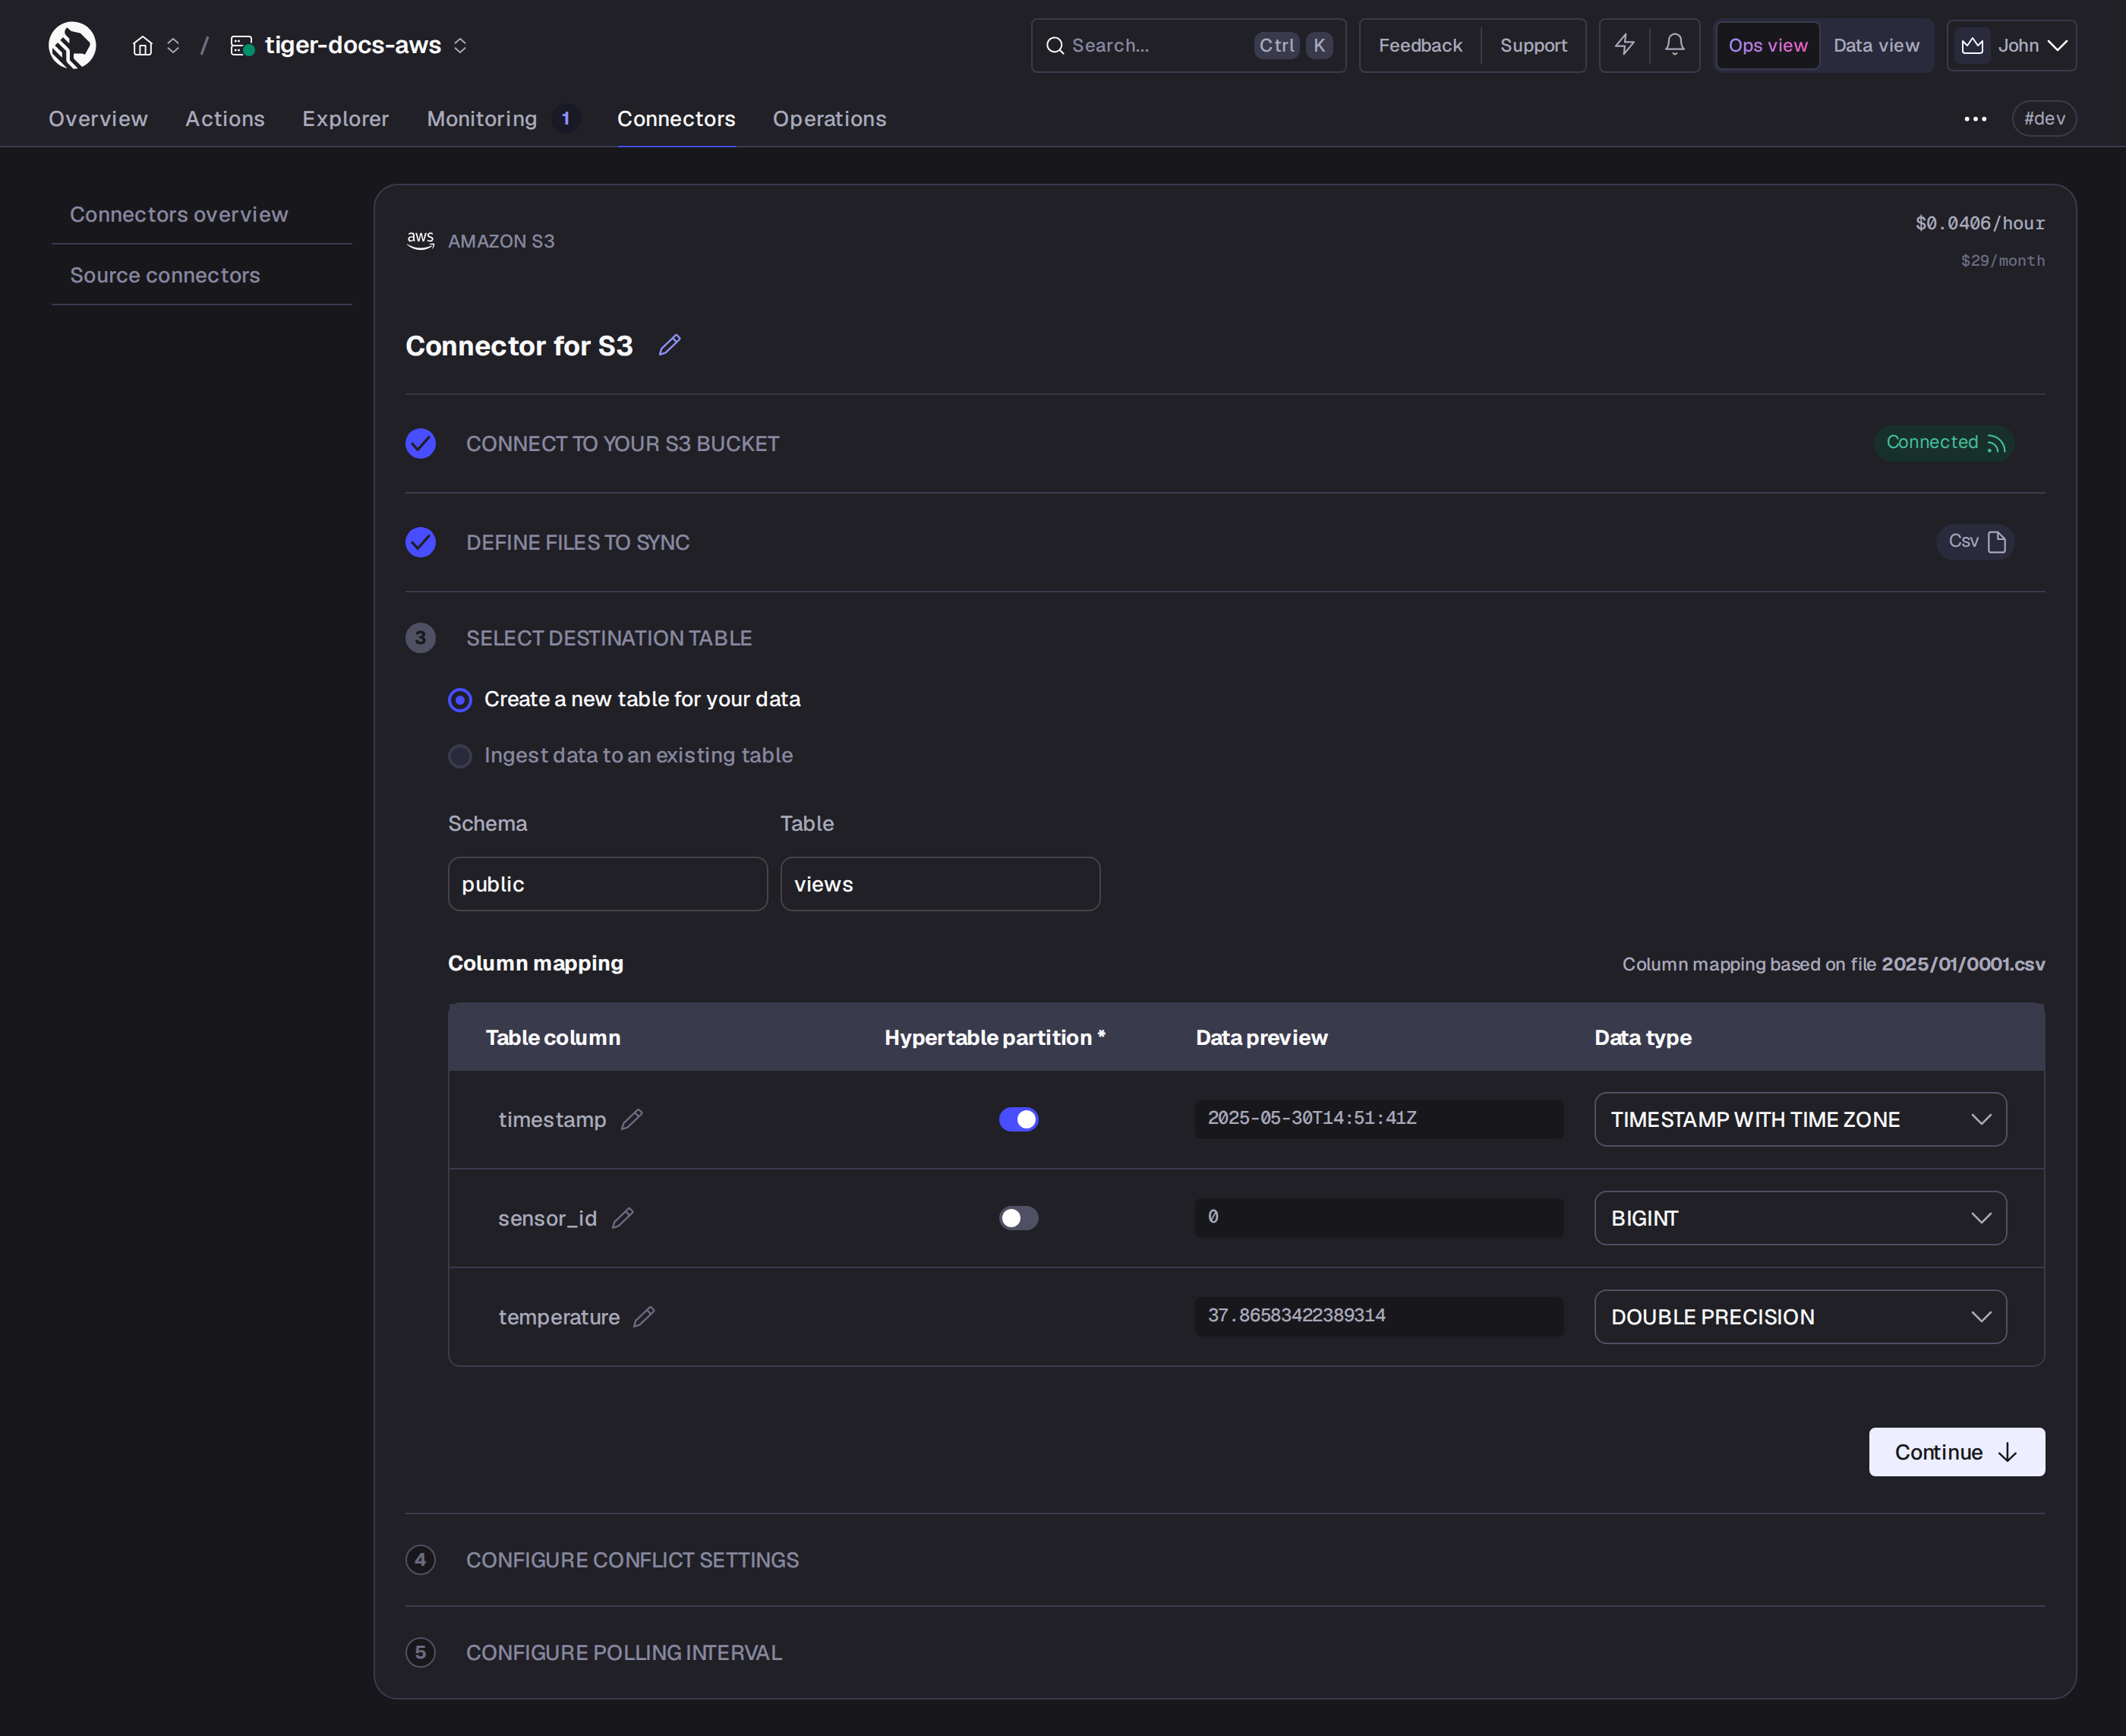 / tiger-docs-aws
Search... Ctrl K
Feedback Support
Ops view Data view
John
Overview Actions Explorer Monitoring 1 Connectors Operations
#dev
Connectors overview
Source connectors
aws AMAZON S3
$0.0406/hour
$29/month
Connector for S3
CONNECT TO YOUR S3 BUCKET Connected
DEFINE FILES TO SYNC Csv
3 SELECT DESTINATION TABLE
Create a new table for your data
Ingest data to an existing table
Schema Table
public views
Column mapping Column mapping based on file 2025/01/0001.csv
Table column Hypertable partition * Data preview Data type
timestamp 2025-05-30T14:51:41Z TIMESTAMP WITH TIME ZONE
sensor_id 0 BIGINT
temperature 37.86583422389314 DOUBLE PRECISION
Continue
4 CONFIGURE CONFLICT SETTINGS
5 CONFIGURE POLLING INTERVAL